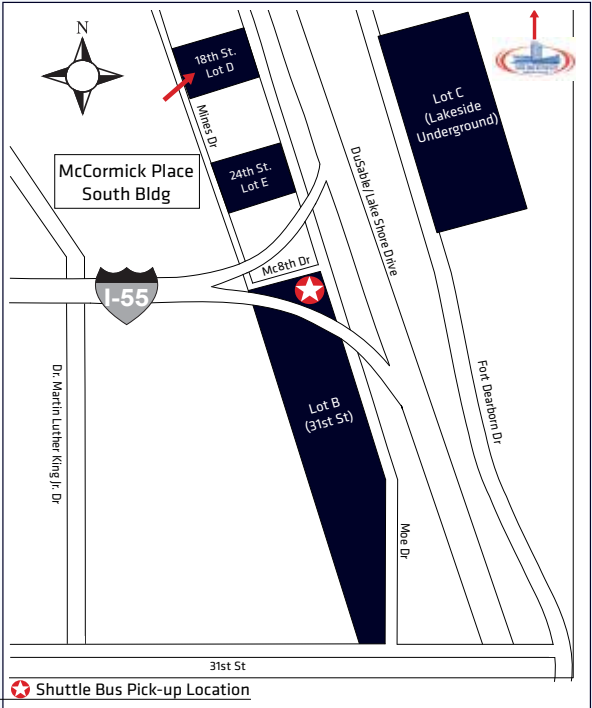 N
18th St.
Lot D
Mines Dr
Lot C
(Lakeside
Underground)
McCormick Place
South Bldg
24th St.
Lot E
DuSable/Lake Shore Drive
Mc8th Dr
I-55
Lot B
(31st St)
Dr. Martin Luther King Jr. Dr
Fort Dearborn Dr
Moe Dr
31st St
Shuttle Bus Pick-up Location